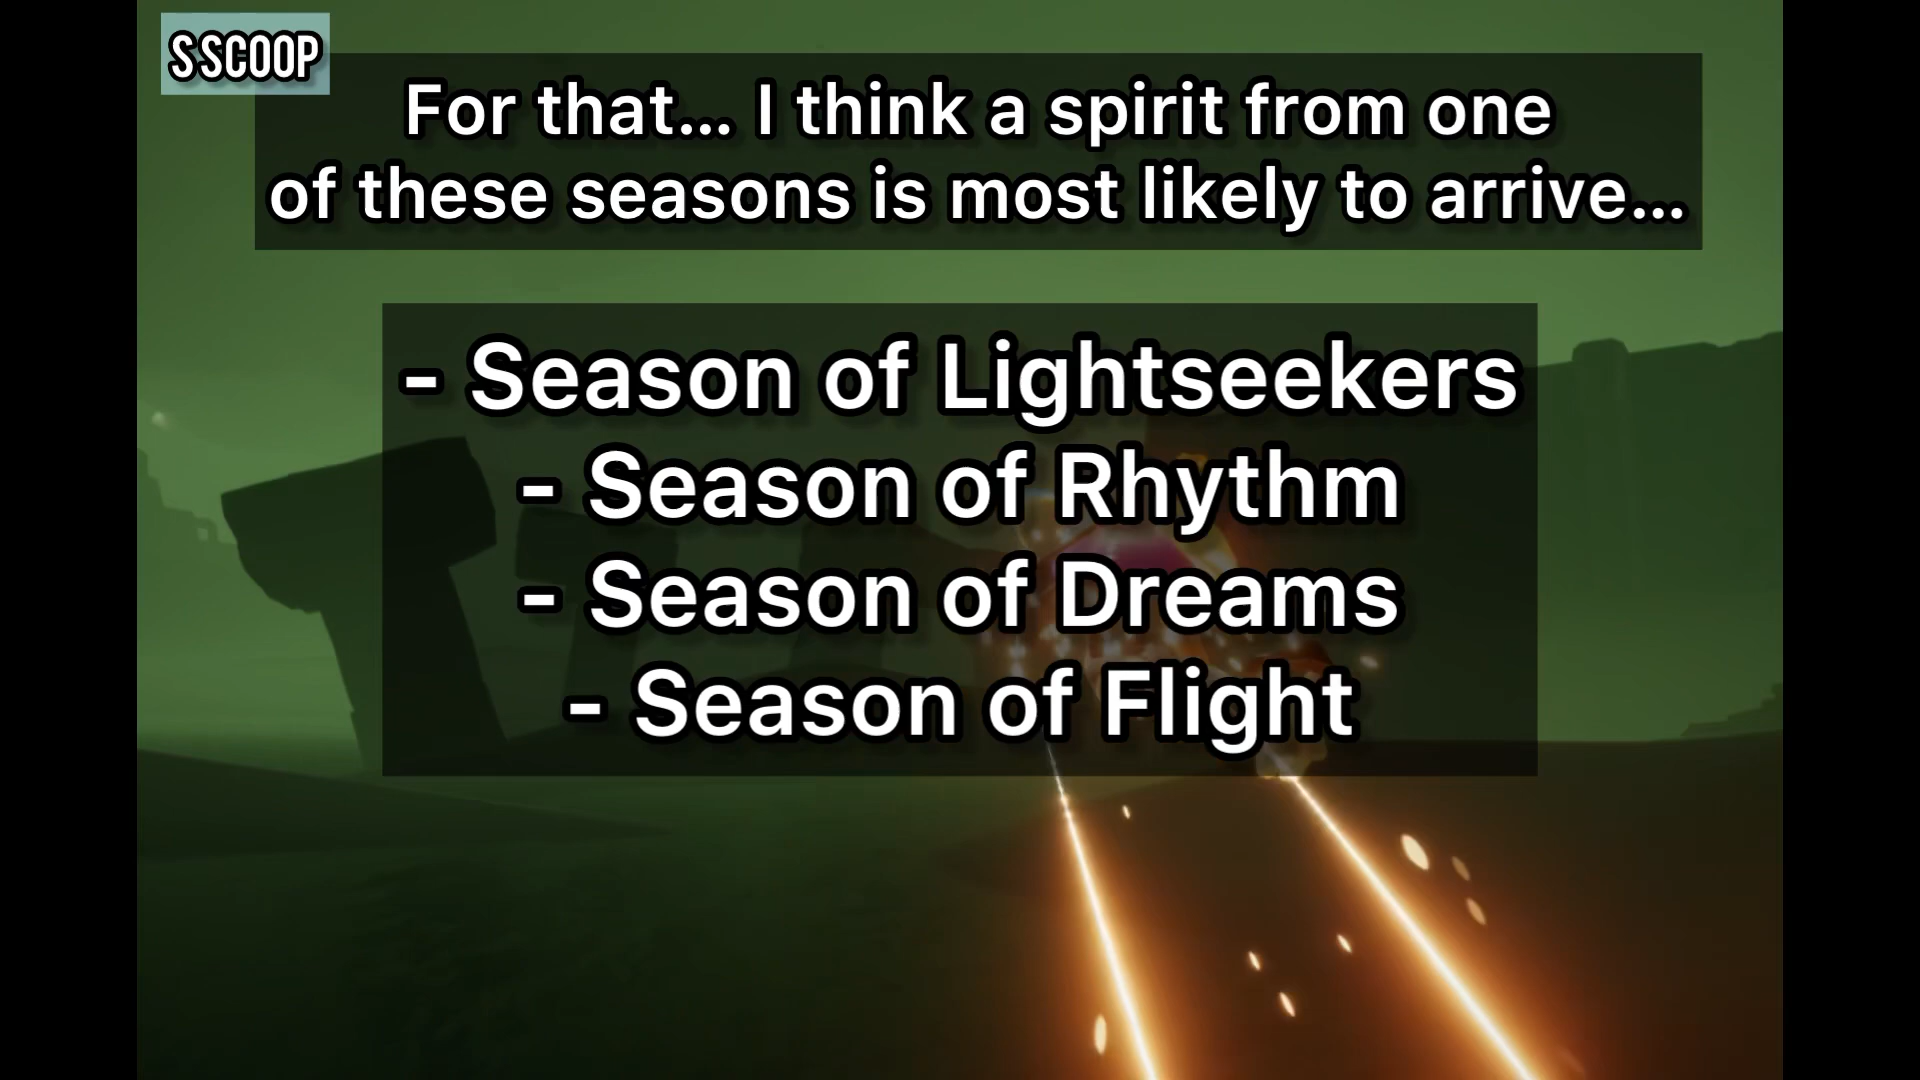 S SCOOP
For that... I think a spirit from one
of these seasons is most likely to arrive...
- Season of Lightseekers
- Season of Rhythm
- Season of Dreams
- Season of Flight